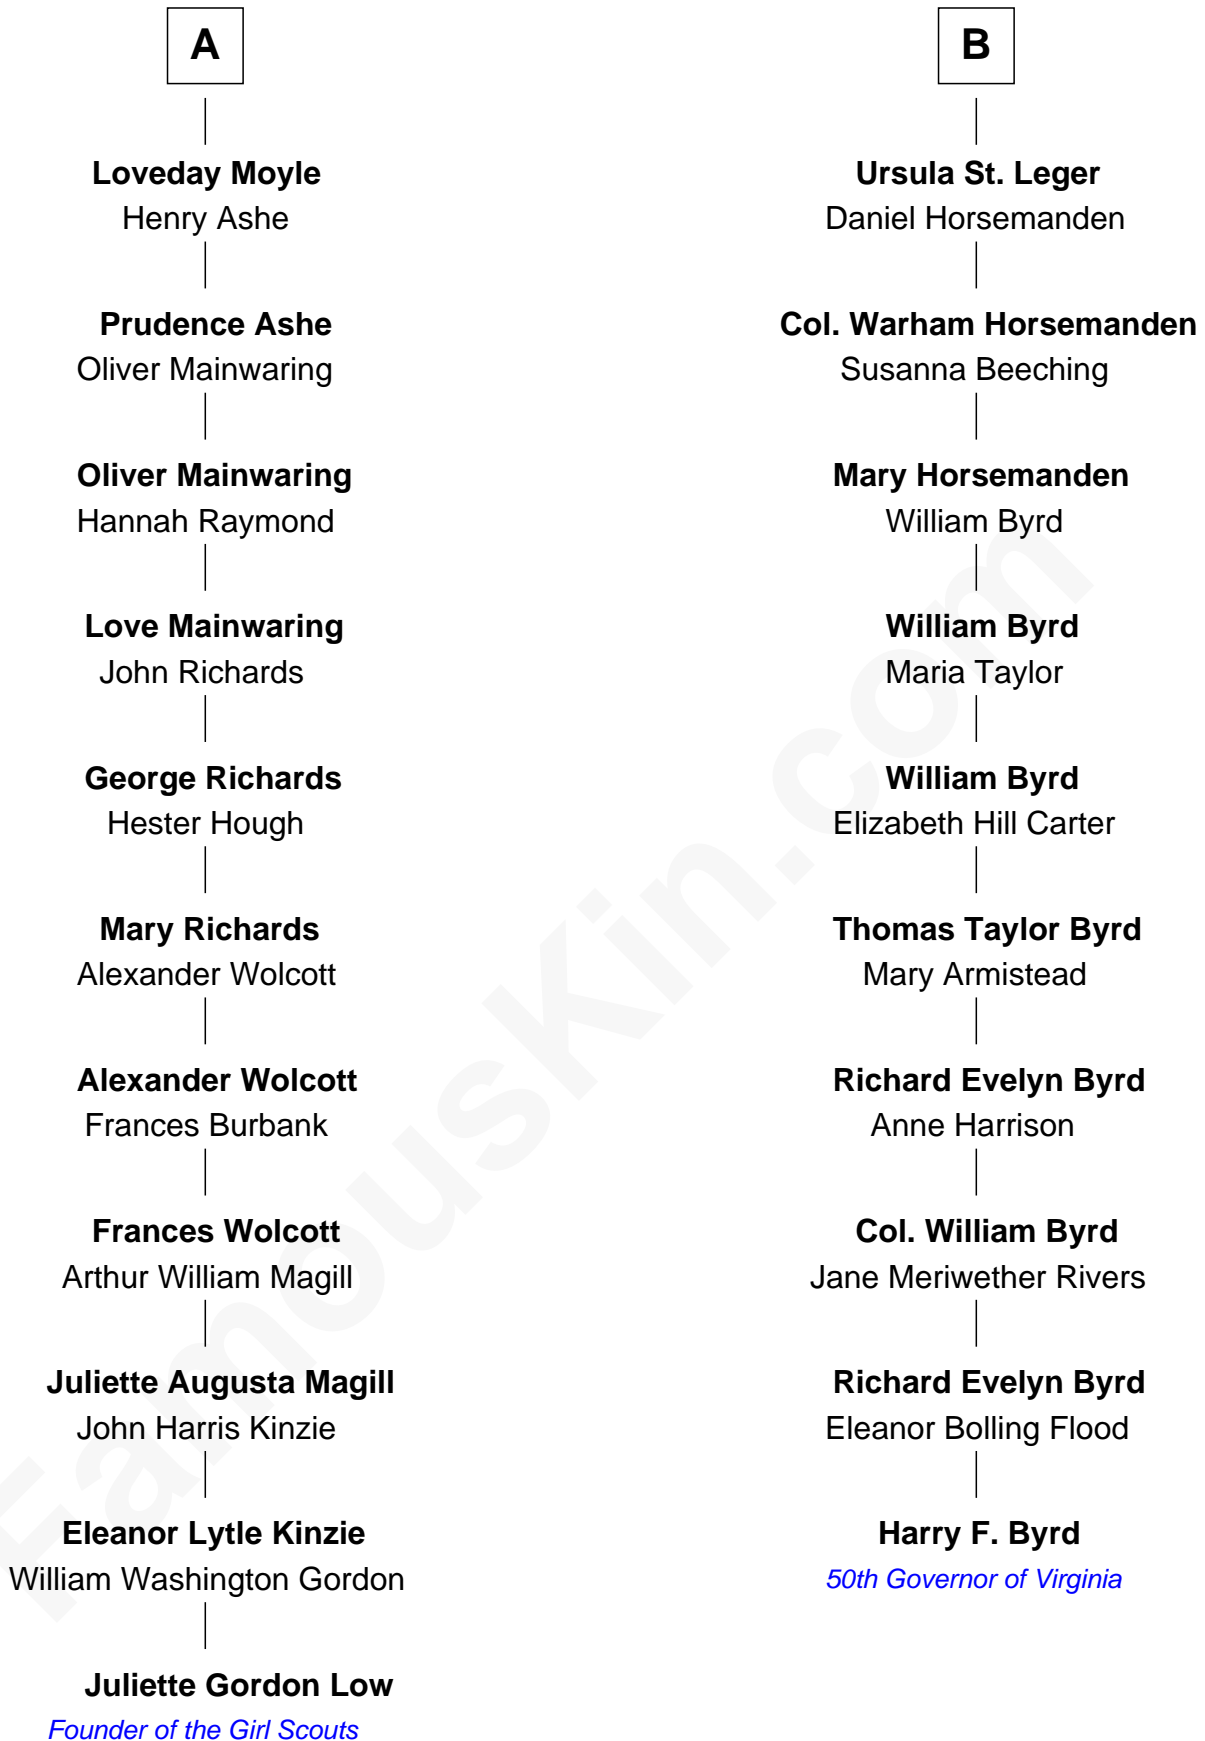 A
Loveday Moyle
Henry Ashe
Prudence Ashe
Oliver Mainwaring
Oliver Mainwaring
Hannah Raymond
Love Mainwaring
John Richards
George Richards
Hester Hough
Mary Richards
Alexander Wolcott
Alexander Wolcott
Frances Burbank
Frances Wolcott
Arthur William Magill
Juliette Augusta Magill
John Harris Kinzie
Eleanor Lytle Kinzie
William Washington Gordon
Juliette Gordon Low
Founder of the Girl Scouts
B
Ursula St. Leger
Daniel Horsemanden
Col. Warham Horsemanden
Susanna Beeching
Mary Horsemanden
William Byrd
William Byrd
Maria Taylor
William Byrd
Elizabeth Hill Carter
Thomas Taylor Byrd
Mary Armistead
Richard Evelyn Byrd
Anne Harrison
Col. William Byrd
Jane Meriwether Rivers
Richard Evelyn Byrd
Eleanor Bolling Flood
Harry F. Byrd
50th Governor of Virginia
FamousKin.com